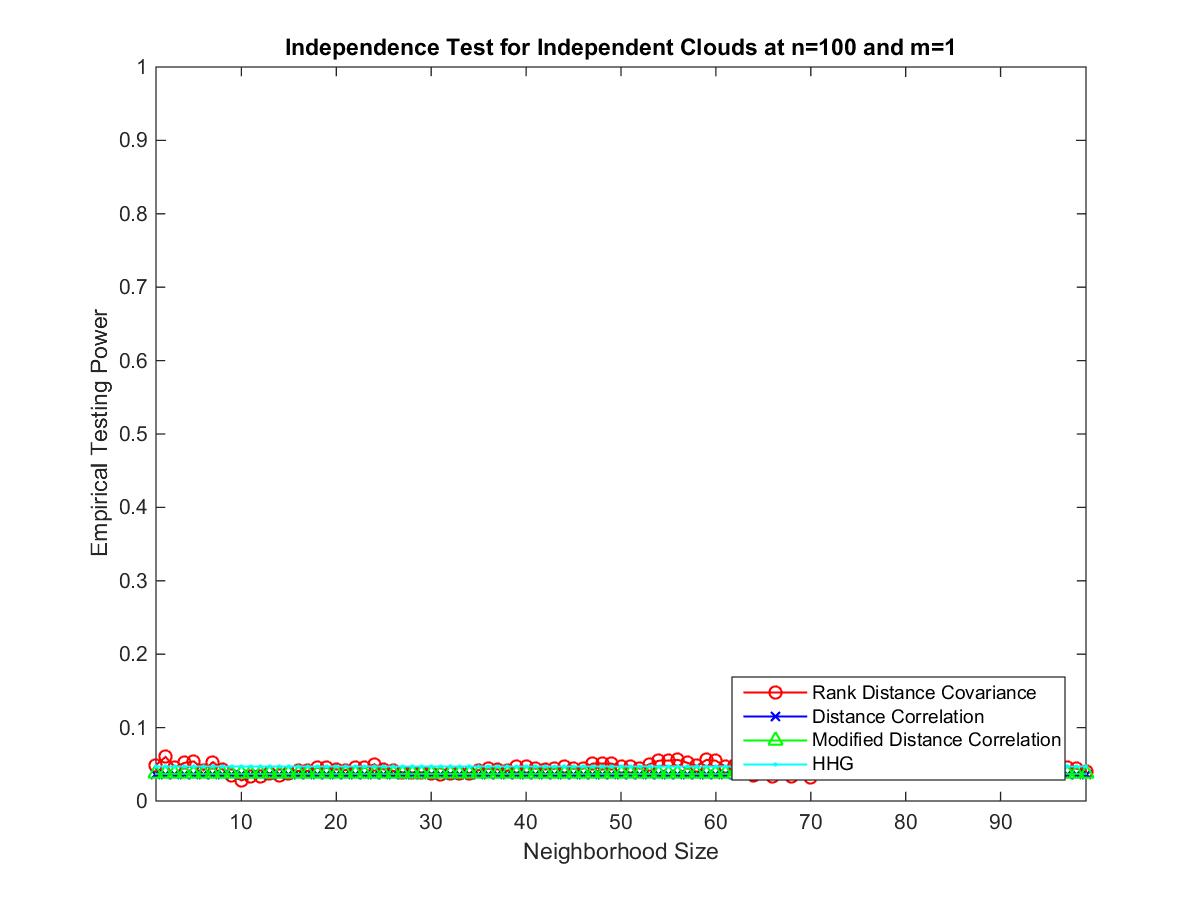 Independence Test for Independent Clouds at n=100 and m=1
1
0.9
0.8
0.7
0.6
0.5
0.4
0.3
0.2
0.1
0
Empirical Testing Power
Rank Distance Covariance
Distance Correlation
Modified Distance Correlation
HHG
10 20 30 40 50 60 70 80 90
Neighborhood Size